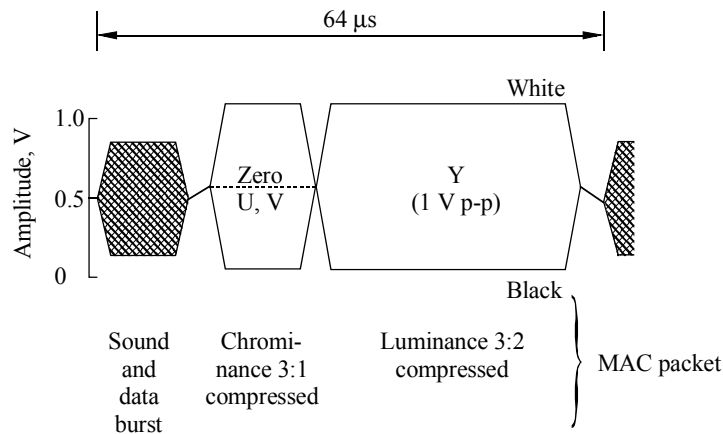 64 μs
White
1.0
Zero
U, V
Y
(1 V p-p)
0.5
0
Amplitude, V
Black
Sound
and
data
burst
Chromi-
nance 3:1
compressed
Luminance 3:2
compressed
MAC packet